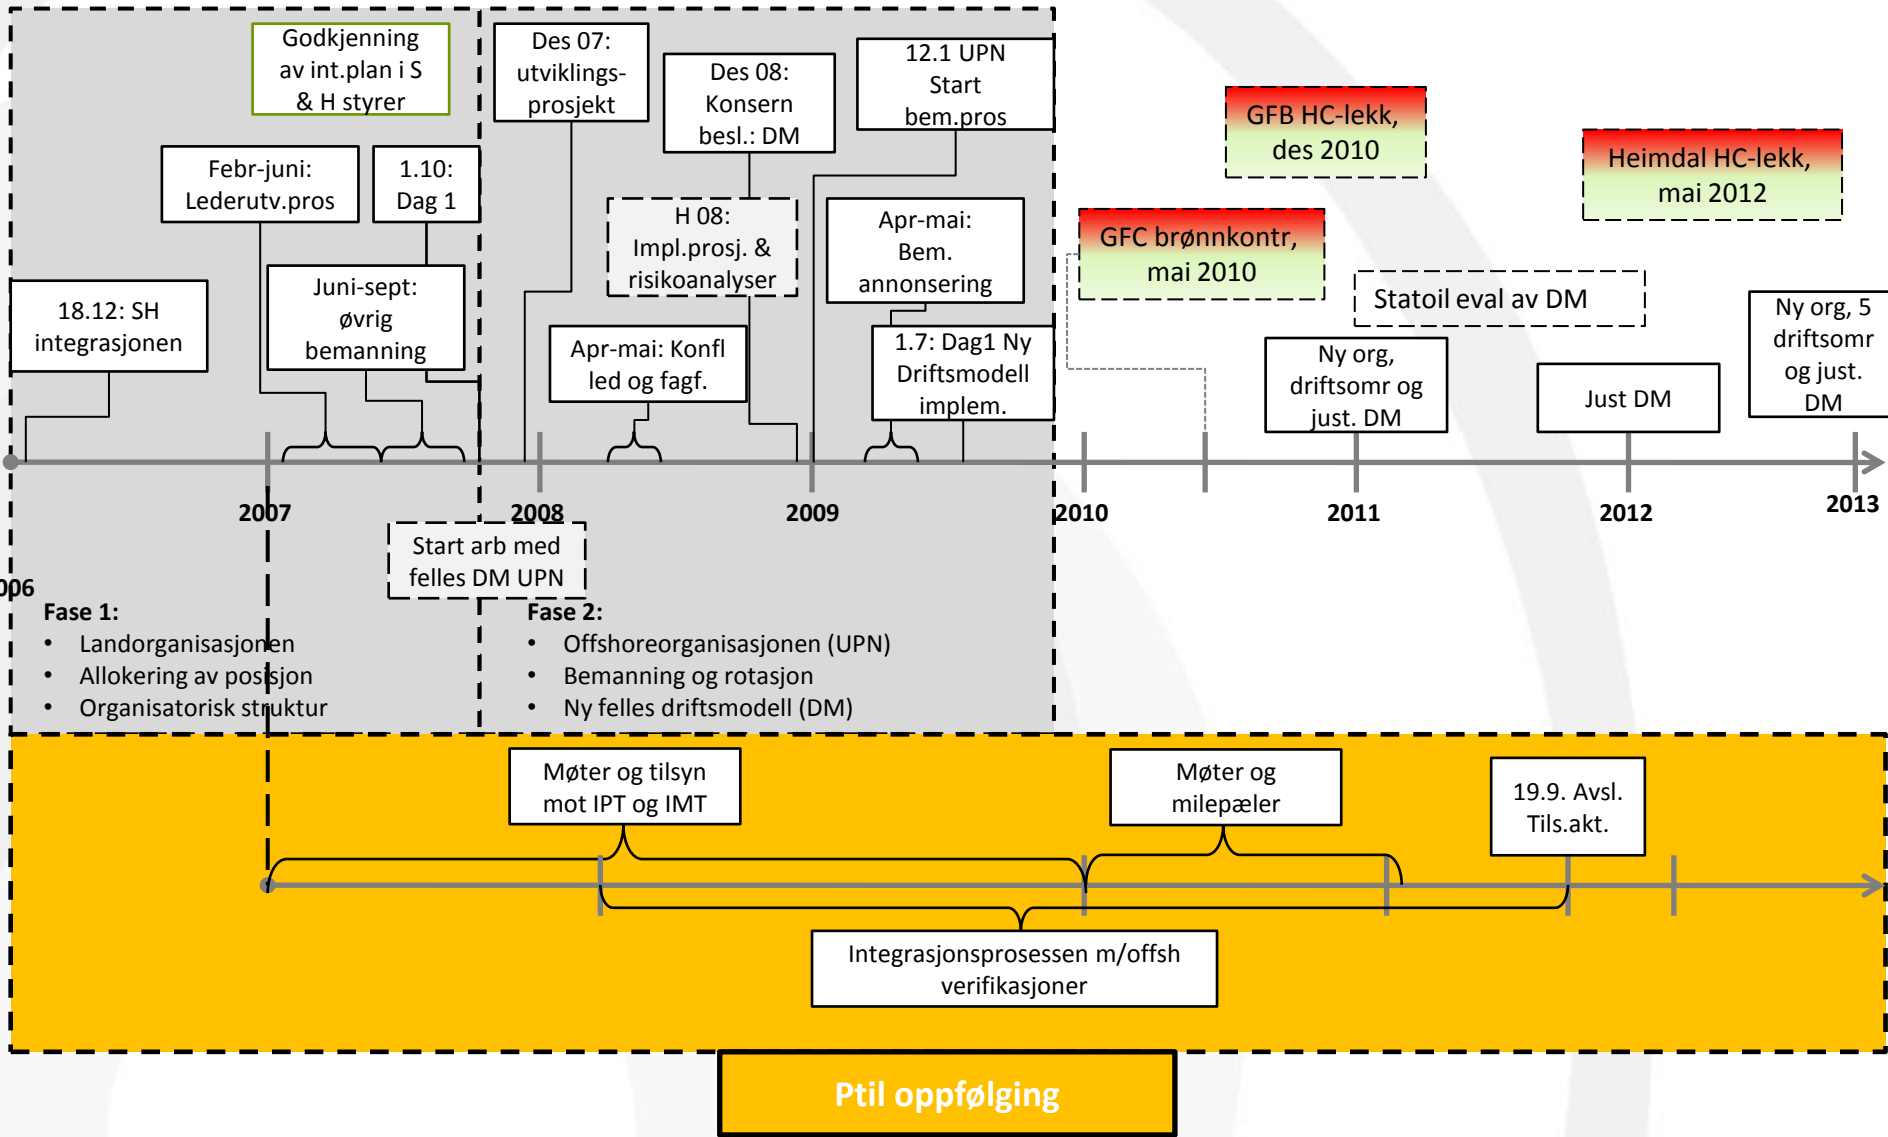 Godkjenning
av int.plan i S
& H styrer
Des 07:
utviklings-
prosjekt
Des 08:
Konsern
besl.: DM
12.1 UPN
Start
bem.pros
GFB HC-lekk,
des 2010
Heimdal HC-lekk,
mai 2012
Febr-juni:
Lederutv.pros
1.10:
Dag 1
H 08:
Impl.prosj. &
risikoanalyser
Apr-mai:
Bem.
annonsering
GFC brønnkontr,
mai 2010
Statoil eval av DM
18.12: SH
integrasjonen
Juni-sept:
øvrig
bemanning
Apr-mai: Konfl
led og fagf.
1.7: Dag1 Ny
Driftsmodell
implem.
Ny org,
driftsomr og
just. DM
Just DM
Ny org, 5
driftsomr
og just.
DM
2007
2008
2009
2010
2011
2012
2013
Start arb med
felles DM UPN
006
Fase 1:
• Landorganisasjonen
• Allokering av posisjon
• Organisatorisk struktur
Fase 2:
• Offshoreorganisasjonen (UPN)
• Bemanning og rotasjon
• Ny felles driftsmodell (DM)
Møter og tilsyn
mot IPT og IMT
Møter og
milepæler
19.9. Avsl.
Tils.akt.
Integrasjonsprosessen m/offsh
verifikasjoner
Ptil oppfølging